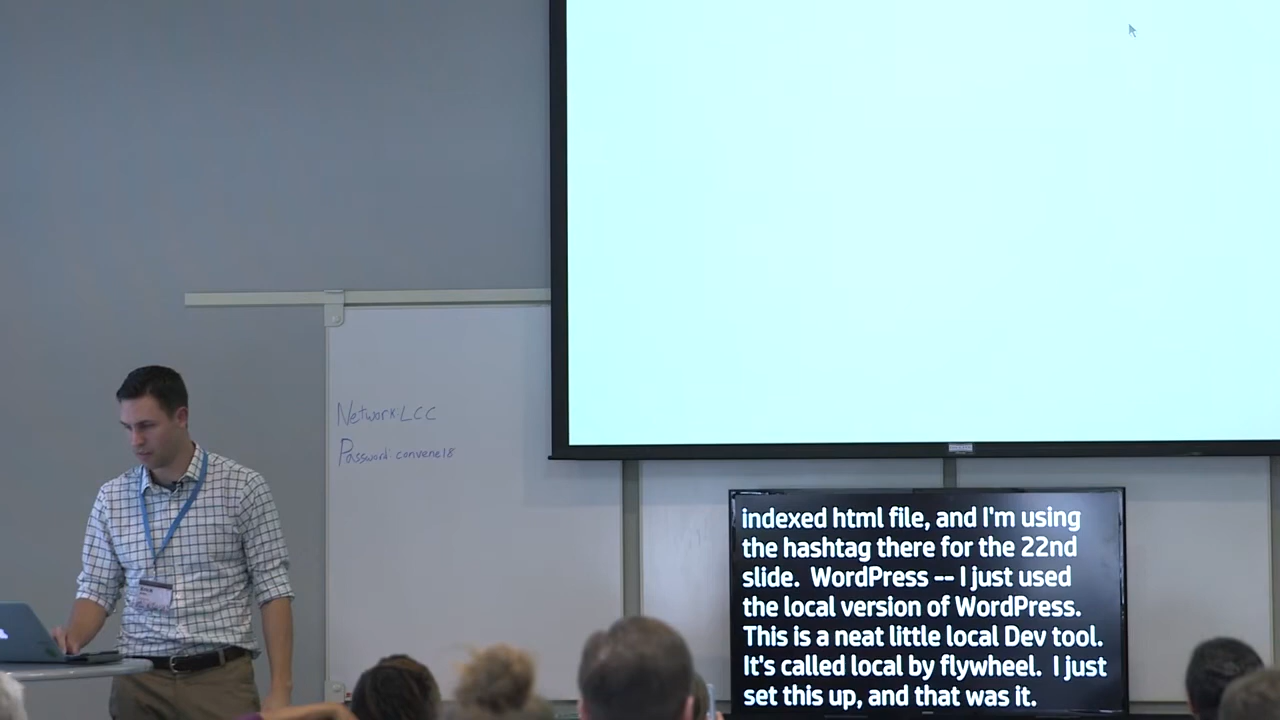 Network: LCC
Password: convene18
indexed html file, and I'm using
the hashtag there for the 22nd
slide.  WordPress -- I just used
the local version of WordPress.
This is a neat little local Dev tool.
It's called local by flywheel.  I just
set this up, and that was it.